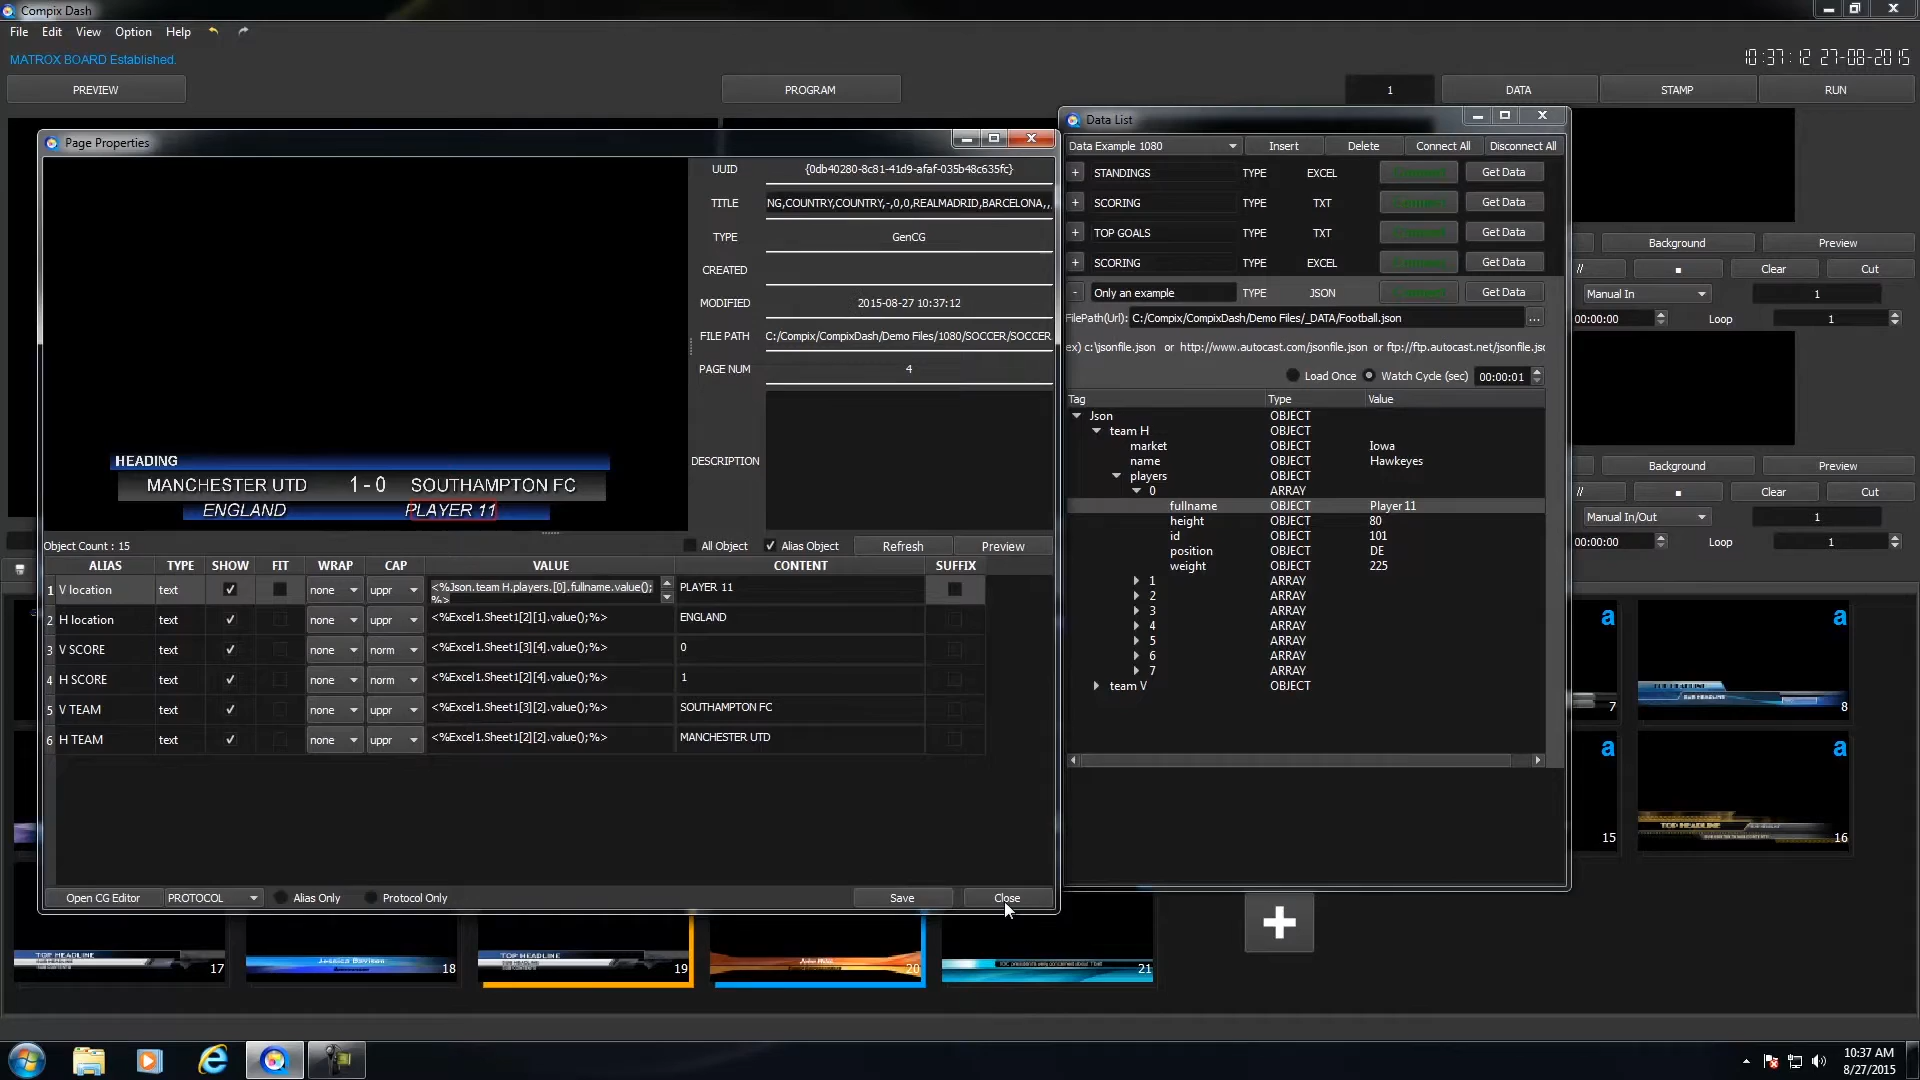 Compix Dash
File Edit View Option Help
MATROX BOARD Established.
10:37:12 27-08-2015
PREVIEW PROGRAM 1 DATA STAMP RUN
Page Properties
UUID {0db40280-8c81-41d9-afaf-035b48c635fc}
TITLE NG,COUNTRY,COUNTRY,-,0,0,REALMADRID,BARCELONA,,,
TYPE GenCG
CREATED
MODIFIED 2015-08-27 10:37:12
FILE PATH C:/Compix/CompixDash/Demo Files/1080/SOCCER/SOCCER
PAGE NUM 4
DESCRIPTION
HEADING
MANCHESTER UTD 1 - 0 SOUTHAMPTON FC
ENGLAND PLAYER 11
Object Count : 15 All Object Alias Object Refresh Preview
ALIAS TYPE SHOW FIT WRAP CAP VALUE CONTENT SUFFIX
1 V location text none uppr <%Json.team H.players.[0].fullname.value();%> PLAYER 11
2 H location text none uppr <%Excel1.Sheet1[2][1].value();%> ENGLAND
3 V SCORE text none norm <%Excel1.Sheet1[3][4].value();%> 0
4 H SCORE text none norm <%Excel1.Sheet1[2][4].value();%> 1
5 V TEAM text none uppr <%Excel1.Sheet1[3][2].value();%> SOUTHAMPTON FC
6 H TEAM text none uppr <%Excel1.Sheet1[2][2].value();%> MANCHESTER UTD
Open CG Editor PROTOCOL Alias Only Protocol Only Save Close
Data List
Data Example 1080 Insert Delete Connect All Disconnect All
+ STANDINGS TYPE EXCEL Get Data
+ SCORING TYPE TXT Get Data
+ TOP GOALS TYPE TXT Get Data
+ SCORING TYPE EXCEL Get Data
- Only an example TYPE JSON Get Data
FilePath(Url): C:/Compix/CompixDash/Demo Files/_DATA/Football.json ...
ex) c:\jsonfile.json or http://www.autocast.com/jsonfile.json or ftp://ftp.autocast.net/jsonfile.jsc
Load Once Watch Cycle (sec) 00:00:01
Tag Type Value
Json OBJECT
team H OBJECT
market OBJECT Iowa
name OBJECT Hawkeyes
players OBJECT
0 ARRAY
fullname OBJECT Player11
height OBJECT 80
id OBJECT 101
position OBJECT DE
weight OBJECT 225
1 ARRAY
2 ARRAY
3 ARRAY
4 ARRAY
5 ARRAY
6 ARRAY
7 ARRAY
team V OBJECT
Background Preview
// Clear Cut
Manual In 1
00:00:00 Loop 1
Background Preview
// Clear Cut
Manual In/Out 1
00:00:00 Loop 1
a a
7 TOP HEADLINE 8
a a
15 TOP HEADLINE 16
TOP HEADLINE 17
Jessica Davison 18
TOP HEADLINE 19
20
21
10:37 AM
8/27/2015